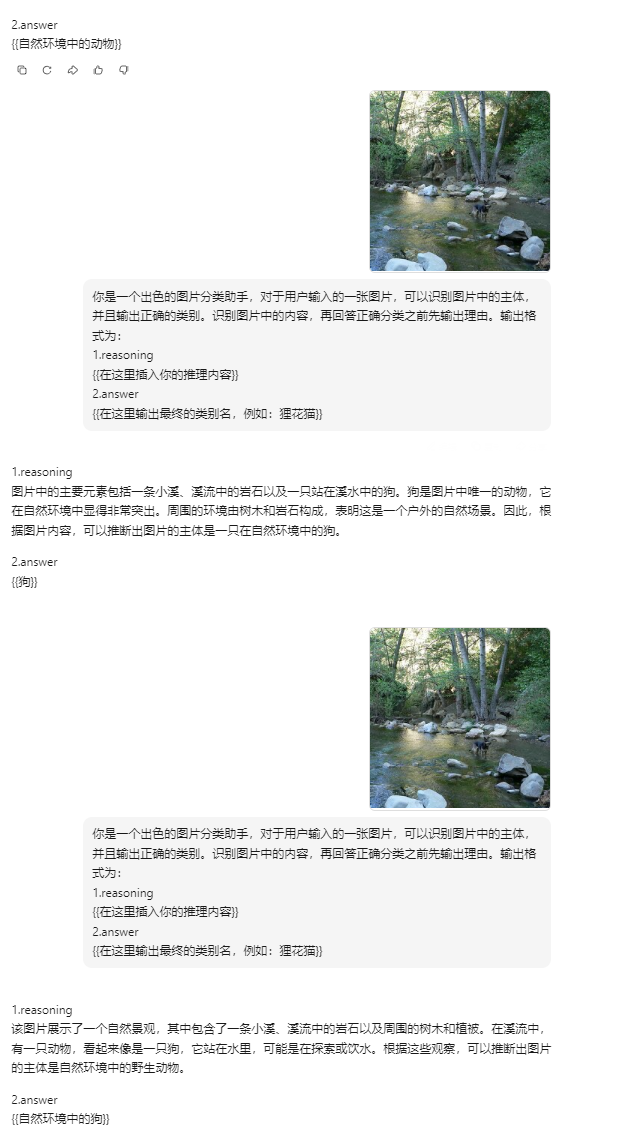 2.answer
{{自然环境中的动物}}
你是一个出色的图片分类助手，对于用户输入的一张图片，可以识别图片中的主体，
并且输出正确的类别。识别图片中的内容，再回答正确分类之前先输出理由。输出格
式为：
1.reasoning
{{在这里插入你的推理内容}}
2.answer
{{在这里输出最终的类别名，例如：狸花猫}}
1.reasoning
图片中的主要元素包括一条小溪、溪流中的岩石以及一只站在溪水中的狗。狗是图片中唯一的动物，它
在自然环境中显得非常突出。周围的环境由树木和岩石构成，表明这是一个户外的自然场景。因此，根
据图片内容，可以推断出图片的主体是一只在自然环境中的狗。
2.answer
{{狗}}
你是一个出色的图片分类助手，对于用户输入的一张图片，可以识别图片中的主体，
并且输出正确的类别。识别图片中的内容，再回答正确分类之前先输出理由。输出格
式为：
1.reasoning
{{在这里插入你的推理内容}}
2.answer
{{在这里输出最终的类别名，例如：狸花猫}}
1.reasoning
该图片展示了一个自然景观，其中包含了一条小溪、溪流中的岩石以及周围的树木和植被。在溪流中，
有一只动物，看起来像是一只狗，它站在水里，可能是在探索或饮水。根据这些观察，可以推断出图片
的主体是自然环境中的野生动物。
2.answer
{{自然环境中的狗}}